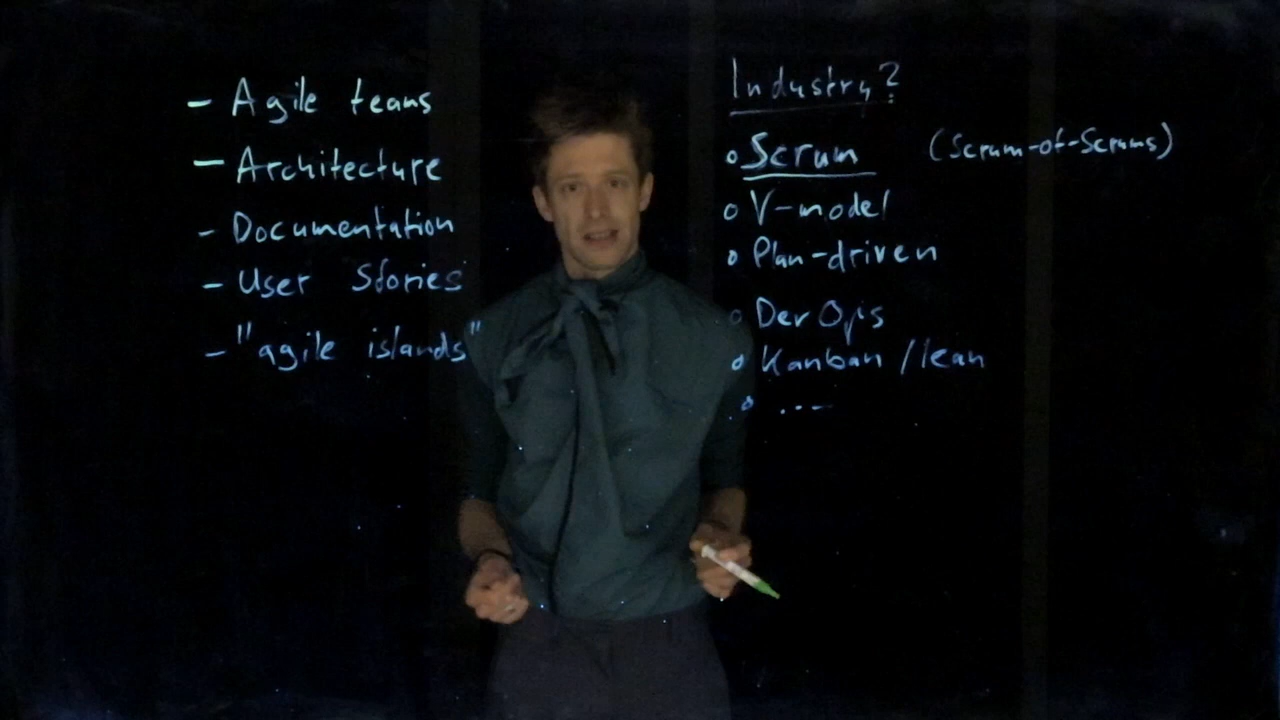 - Agile teams
- Architecture
- Documentation
- User Stories
- "agile islands"
Industry?
o Scrum (Scrum-of-Scrums)
o V-model
o Plan-driven
o DevOps
o Kanban /lean
o ...